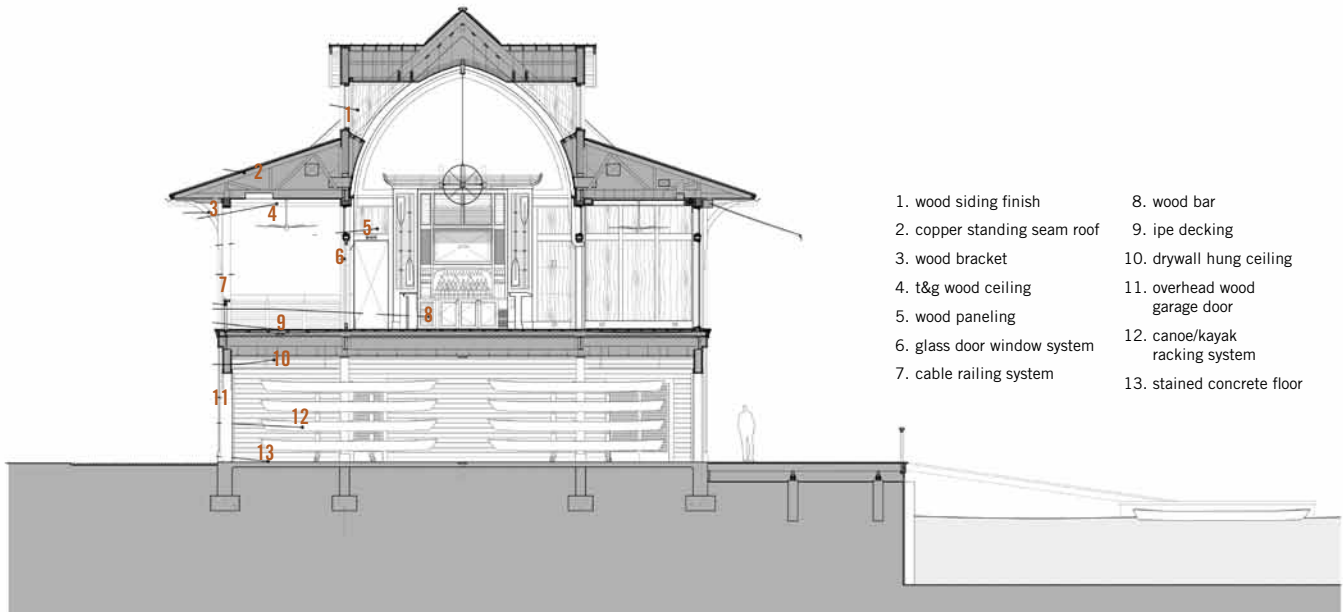 1
2
3
4
5
6
7
8
9
10
11
12
13
1. wood siding finish
2. copper standing seam roof
3. wood bracket
4. t&g wood ceiling
5. wood paneling
6. glass door window system
7. cable railing system
8. wood bar
9. ipe decking
10. drywall hung ceiling
11. overhead wood
garage door
12. canoe/kayak
racking system
13. stained concrete floor